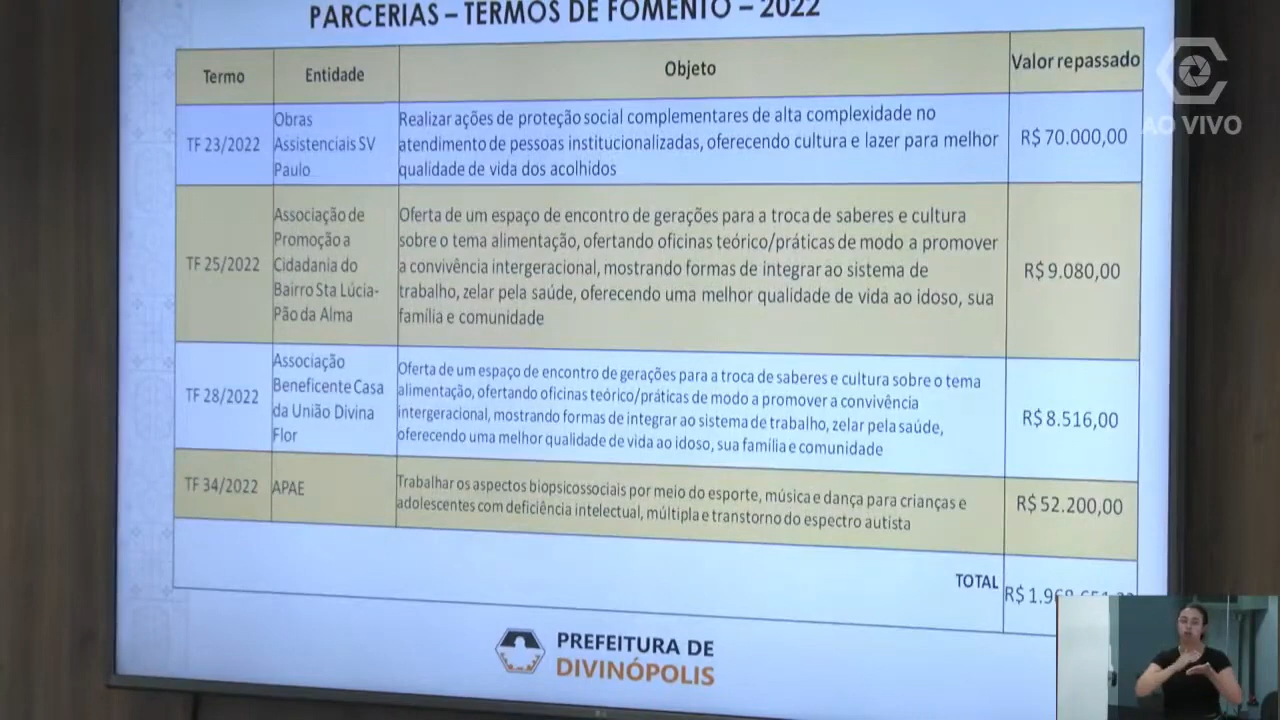 PARCERIAS – TERMOS DE FOMENTO – 2022
Termo
Entidade
Objeto
Valor repassado
TF 23/2022
Obras
Assistenciais SV
Paulo
Realizar ações de proteção social complementares de alta complexidade no
atendimento de pessoas institucionalizadas, oferecendo cultura e lazer para melhor
qualidade de vida dos acolhidos
R$ 70.000,00
TF 25/2022
Associação de
Promoção a
Cidadania do
Bairro Sta Lúcia-
Pão da Alma
Oferta de um espaço de encontro de gerações para a troca de saberes e cultura
sobre o tema alimentação, ofertando oficinas teórico/práticas de modo a promover
a convivência intergeracional, mostrando formas de integrar ao sistema de
trabalho, zelar pela saúde, oferecendo uma melhor qualidade de vida ao idoso, sua
família e comunidade
R$ 9.080,00
TF 28/2022
Associação
Beneficente Casa
da União Divina
Flor
Oferta de um espaço de encontro de gerações para a troca de saberes e cultura sobre o tema
alimentação, ofertando oficinas teórico/práticas de modo a promover a convivência
intergeracional, mostrando formas de integrar ao sistema de trabalho, zelar pela saúde,
oferecendo uma melhor qualidade de vida ao idoso, sua família e comunidade
R$ 8.516,00
TF 34/2022
APAE
Trabalhar os aspectos biopsicossociais por meio do esporte, música e dança para crianças e
adolescentes com deficiência intelectual, múltipla e transtorno do espectro autista
R$ 52.200,00
TOTAL
R$
PREFEITURA DE
DIVINÓPOLIS
AO VIVO